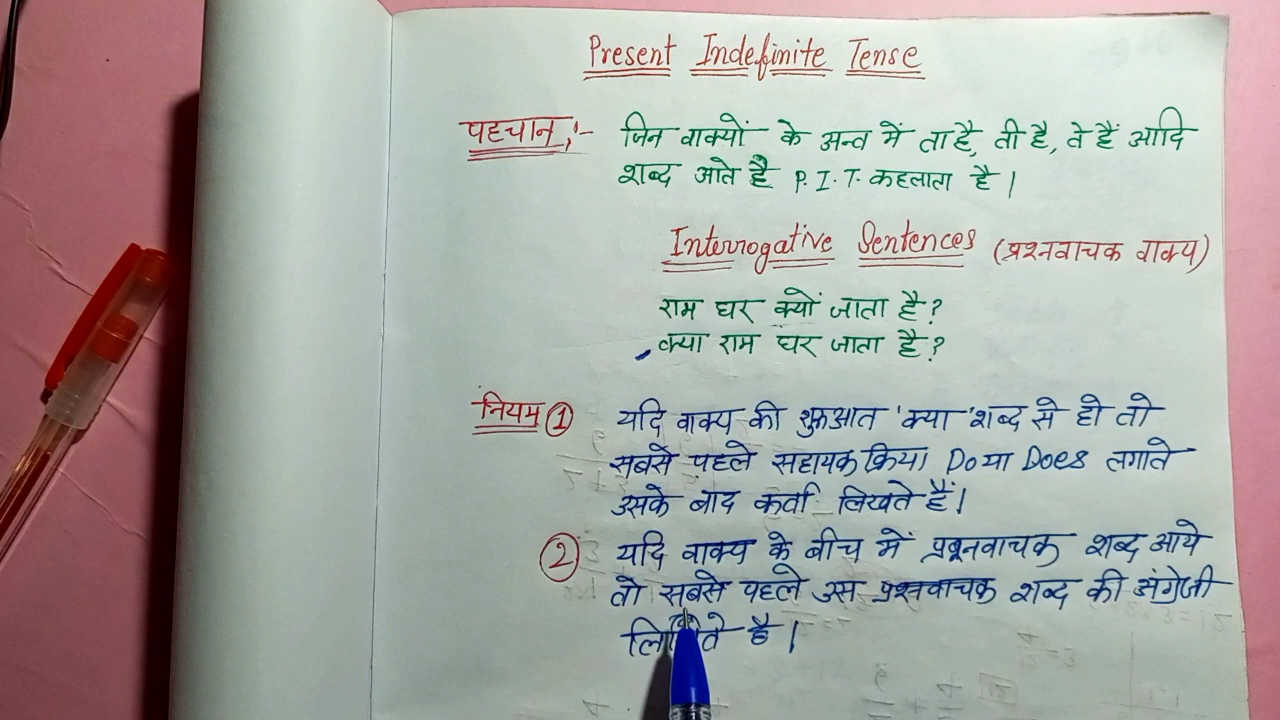 Present Indefinite Tense
पहचान :- जिन वाक्यों के अन्त में ता है, ती है, ते हैं आदि
शब्द आते है P.I.T. कहलाता है।
Interrogative Sentences (प्रश्नवाचक वाक्य)
राम घर क्यों जाता है?
क्या राम घर जाता है?
नियम ① यदि वाक्य की शुरुआत 'क्या' शब्द से हो तो
सबसे पहले सहायक क्रिया Do या Does लगाते
उसके बाद कर्ता लिखते हैं।
② यदि वाक्य के बीच में प्रश्नवाचक शब्द आये
तो सबसे पहले उस प्रश्नवाचक शब्द की अंग्रेजी
है।